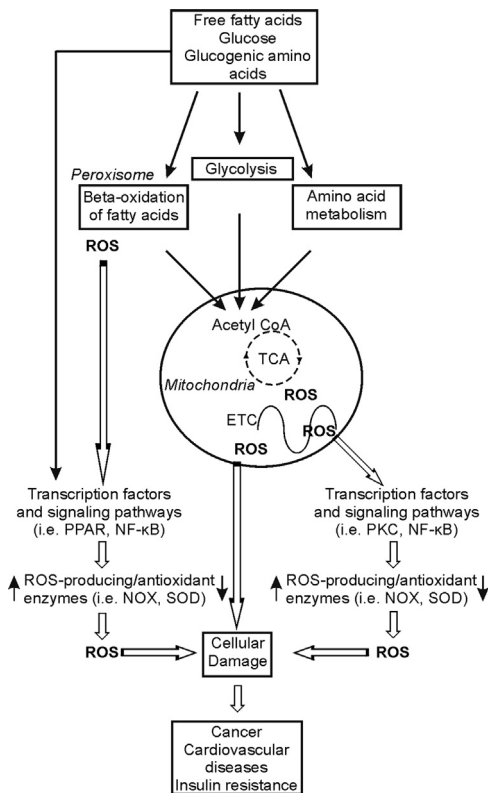 Free fatty acids
Glucose
Glucogenic amino
acids
Glycolysis
Peroxisome
Beta-oxidation
of fatty acids
Amino acid
metabolism
ROS
Acetyl CoA
TCA
Mitochondria
ROS
ETC
ROS
ROS
Transcription factors
and signaling pathways
(i.e. PPAR, NF-κB)
Transcription factors
and signaling pathways
(i.e. PKC, NF-κB)
ROS-producing/antioxidant
enzymes (i.e. NOX, SOD)
ROS-producing/antioxidant
enzymes (i.e. NOX, SOD)
ROS
Cellular
Damage
ROS
Cancer
Cardiovascular
diseases
Insulin resistance